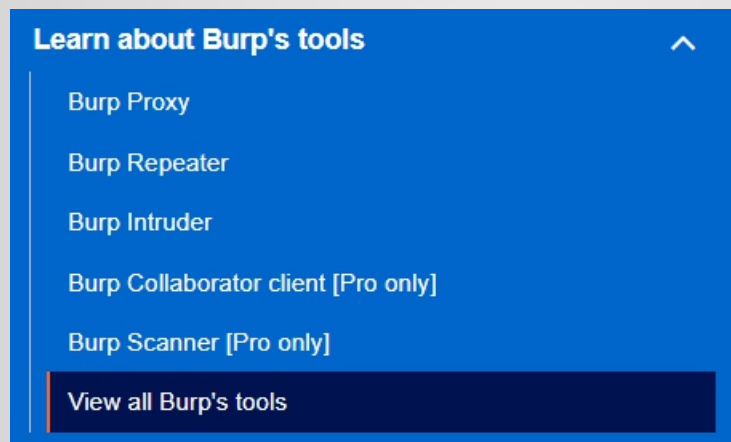 Learn about Burp's tools
Burp Proxy
Burp Repeater
Burp Intruder
Burp Collaborator client [Pro only]
Burp Scanner [Pro only]
View all Burp's tools